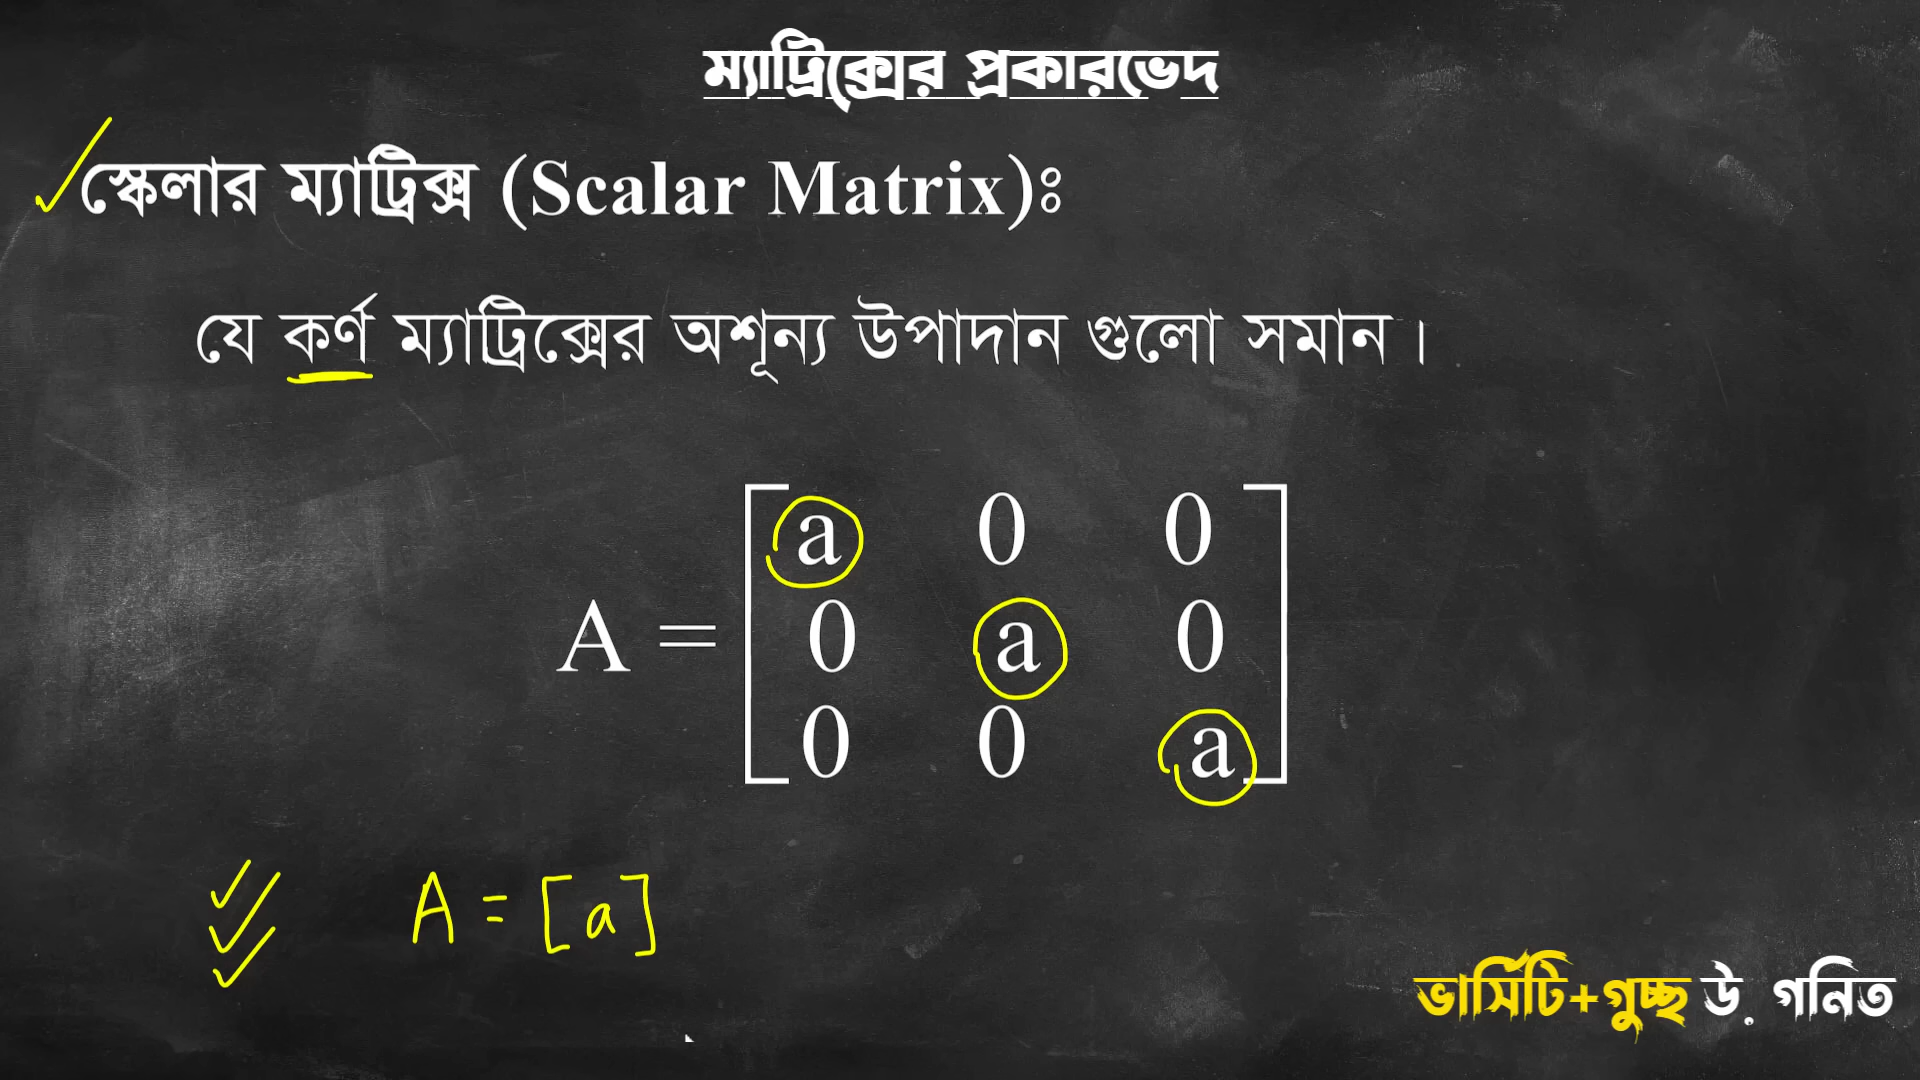 ম্যাট্রিক্সের প্রকারভেদ
স্কেলার ম্যাট্রিক্স (Scalar Matrix)ঃ
যে কর্ণ ম্যাট্রিক্সের অশূন্য উপাদান গুলো সমান।
a 0 0
A = 0 a 0
0 0 a
A = [a]
ভার্সিটি+গুচ্ছ উ. গনিত